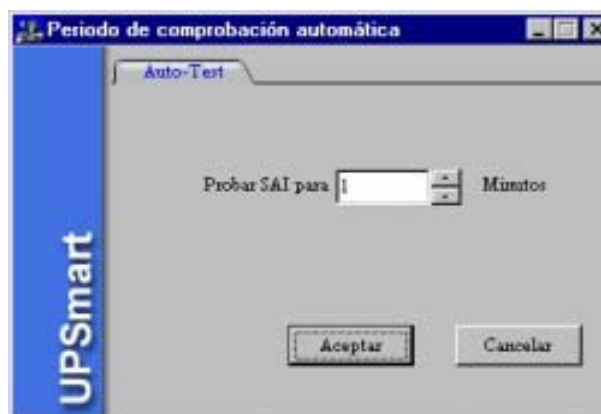 Periodo de comprobación automática
Auto-Test
Probar SAI para 1 Minutos
UPSmart
Aceptar Cancelar